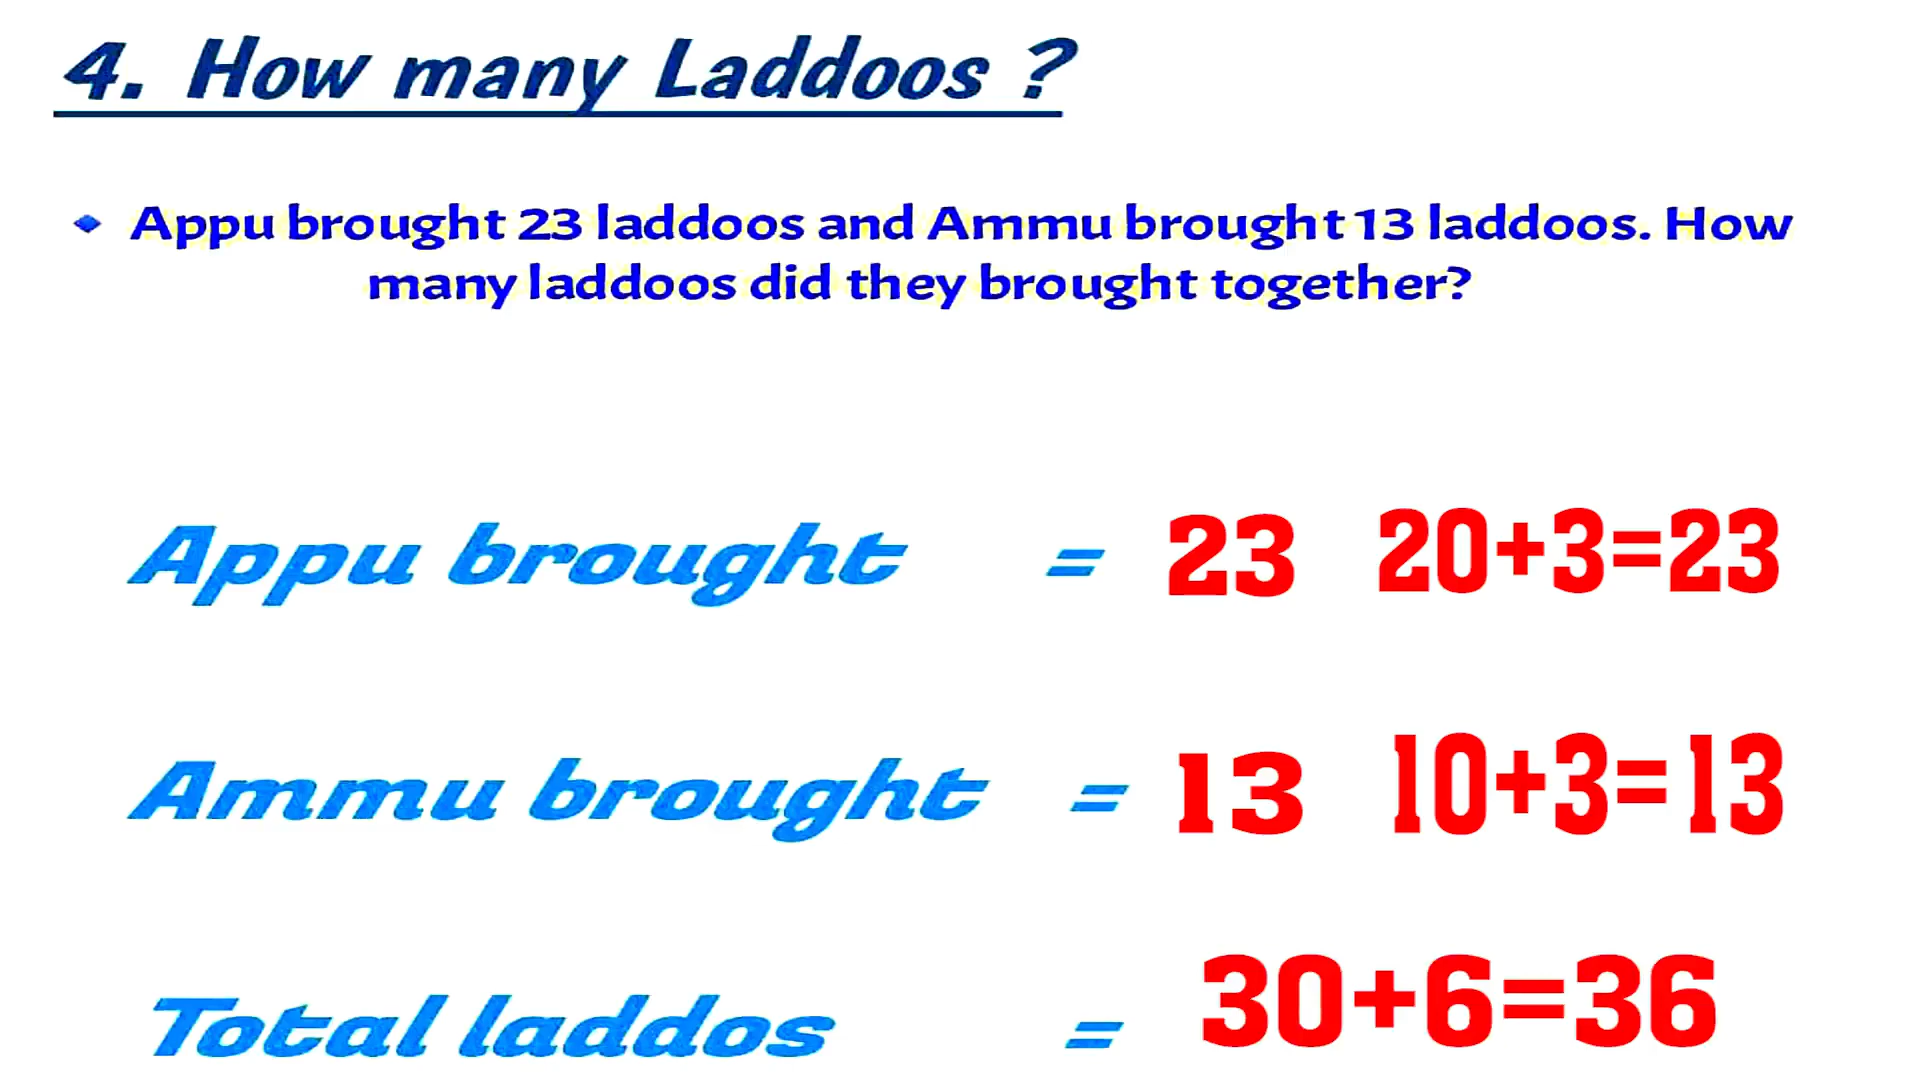 4. How many Laddoos ?
Appu brought 23 laddoos and Ammu brought 13 laddoos. How
many laddoos did they brought together?
Appu brought = 23 20+3=23
Ammu brought = 13 10+3=13
Total laddos = 30+6=36